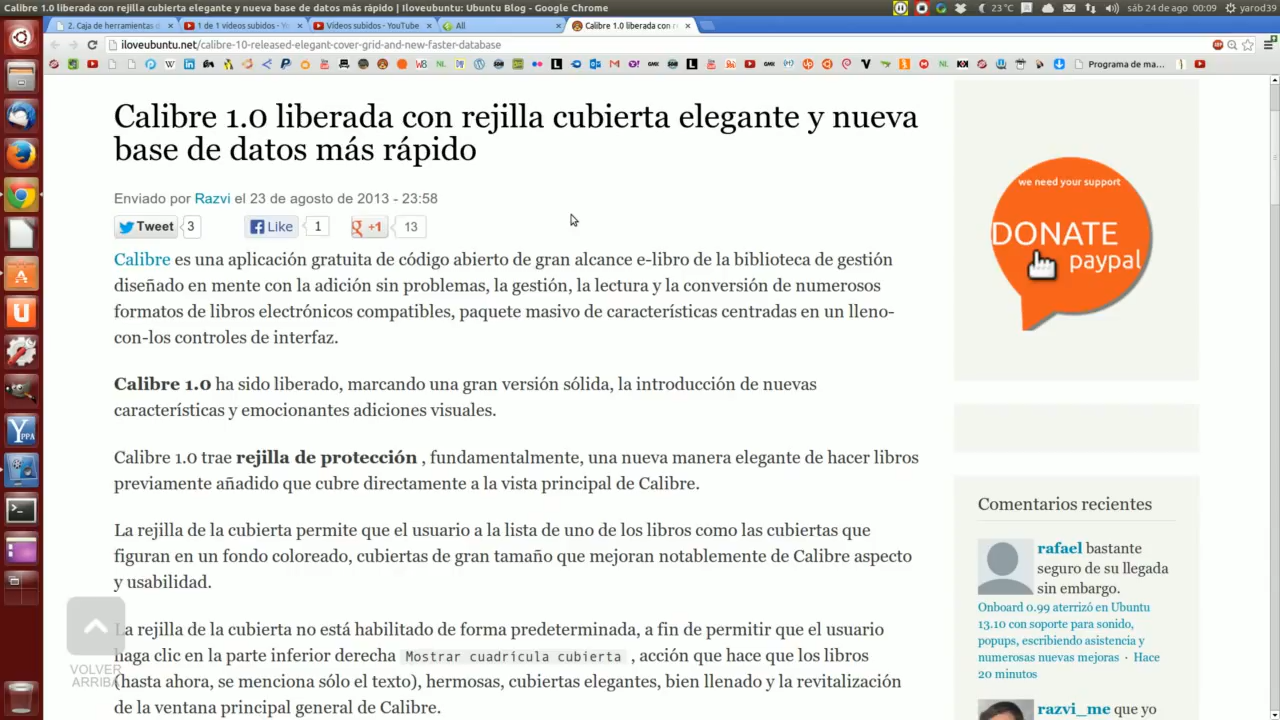 Calibre 1.0 liberada con rejilla cubierta elegante y nueva base de datos más rápido | Iloveubuntu: Ubuntu Blog - Google Chrome
23 °C
sáb 24 de ago 00:09
yarod39
2. Caja de herramientas d
1 de 1 vídeos subidos - Y
Vídeos subidos - YouTube
All
Calibre 1.0 liberada con r
iloveubuntu.net/calibre-10-released-elegant-cover-grid-and-new-faster-database
Programa de ma...
Calibre 1.0 liberada con rejilla cubierta elegante y nueva
base de datos más rápido
Enviado por Razvi el 23 de agosto de 2013 - 23:58
Tweet 3
Like 1
+1 13
Calibre es una aplicación gratuita de código abierto de gran alcance e-libro de la biblioteca de gestión
diseñado en mente con la adición sin problemas, la gestión, la lectura y la conversión de numerosos
formatos de libros electrónicos compatibles, paquete masivo de características centradas en un lleno-
con-los controles de interfaz.
Calibre 1.0 ha sido liberado, marcando una gran versión sólida, la introducción de nuevas
características y emocionantes adiciones visuales.
Calibre 1.0 trae rejilla de protección , fundamentalmente, una nueva manera elegante de hacer libros
previamente añadido que cubre directamente a la vista principal de Calibre.
La rejilla de la cubierta permite que el usuario a la lista de uno de los libros como las cubiertas que
figuran en un fondo coloreado, cubiertas de gran tamaño que mejoran notablemente de Calibre aspecto
y usabilidad.
La rejilla de la cubierta no está habilitado de forma predeterminada, a fin de permitir que el usuario
haga clic en la parte inferior derecha Mostrar cuadrícula cubierta , acción que hace que los libros
(hasta ahora, se menciona sólo el texto), hermosas, cubiertas elegantes, bien llenado y la revitalización
de la ventana principal general de Calibre.
VOLVER
ARRIBA
we need your support
DONATE
paypal
Comentarios recientes
rafael bastante
seguro de su llegada
sin embargo.
Onboard 0.99 aterrizó en Ubuntu
13.10 con soporte para sonido,
popups, escribiendo asistencia y
numerosas nuevas mejoras · Hace
20 minutos
razvi_me que yo